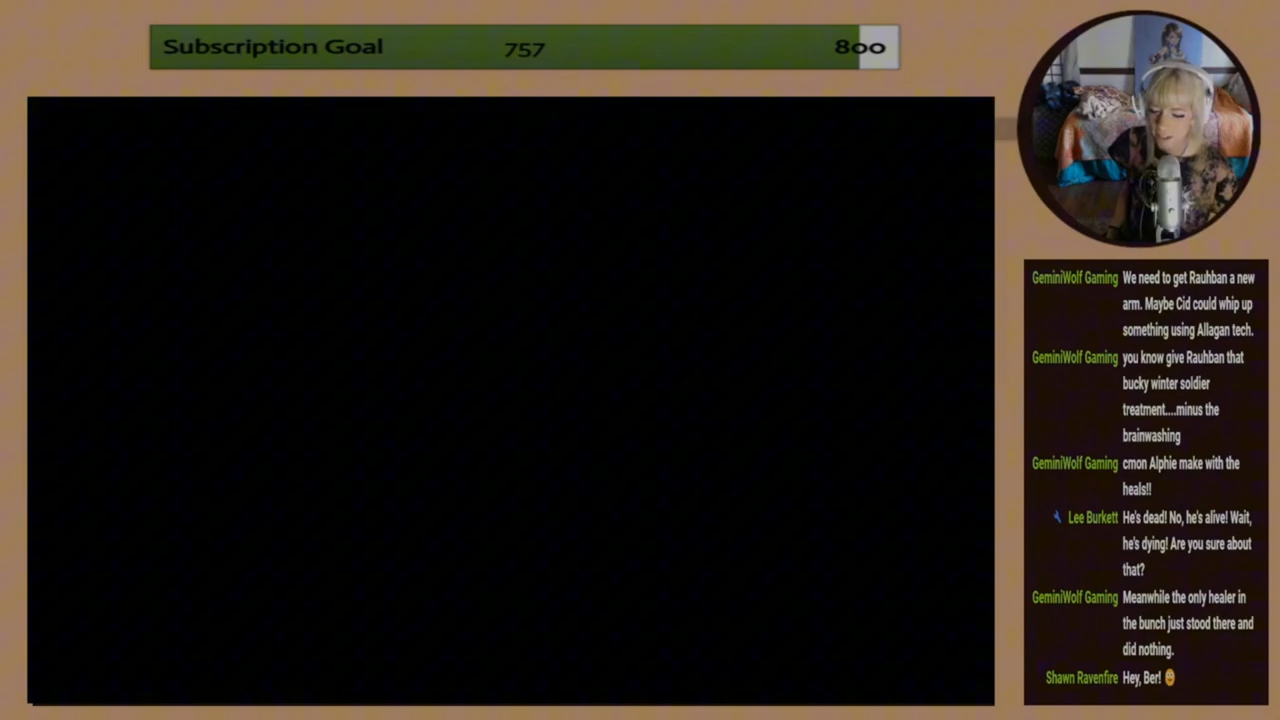 Subscription Goal 757 800
GeminiWolf Gaming We need to get Rauhban a new
arm. Maybe Cid could whip up
something using Allagan tech.
GeminiWolf Gaming you know give Rauhban that
bucky winter soldier
treatment....minus the
brainwashing
GeminiWolf Gaming cmon Alphie make with the
heals!!
Lee Burkett He's dead! No, he's alive! Wait,
he's dying! Are you sure about
that?
GeminiWolf Gaming Meanwhile the only healer in
the bunch just stood there and
did nothing.
Shawn Ravenfire Hey, Ber!